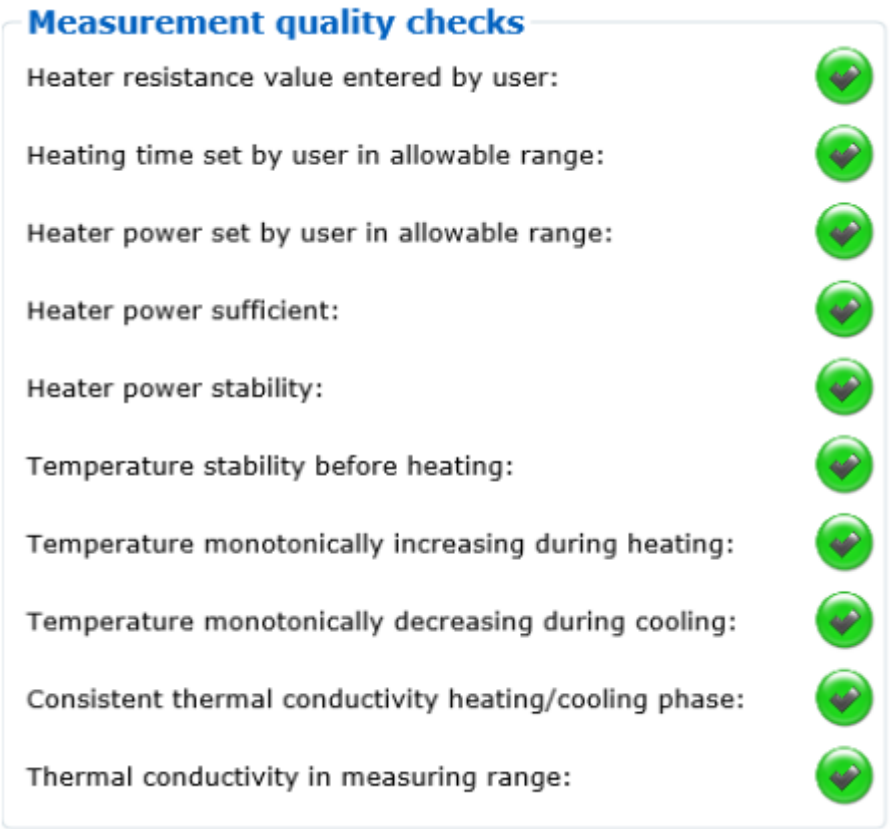 Measurement quality checks
Heater resistance value entered by user:
Heating time set by user in allowable range:
Heater power set by user in allowable range:
Heater power sufficient:
Heater power stability:
Temperature stability before heating:
Temperature monotonically increasing during heating:
Temperature monotonically decreasing during cooling:
Consistent thermal conductivity heating/cooling phase:
Thermal conductivity in measuring range: